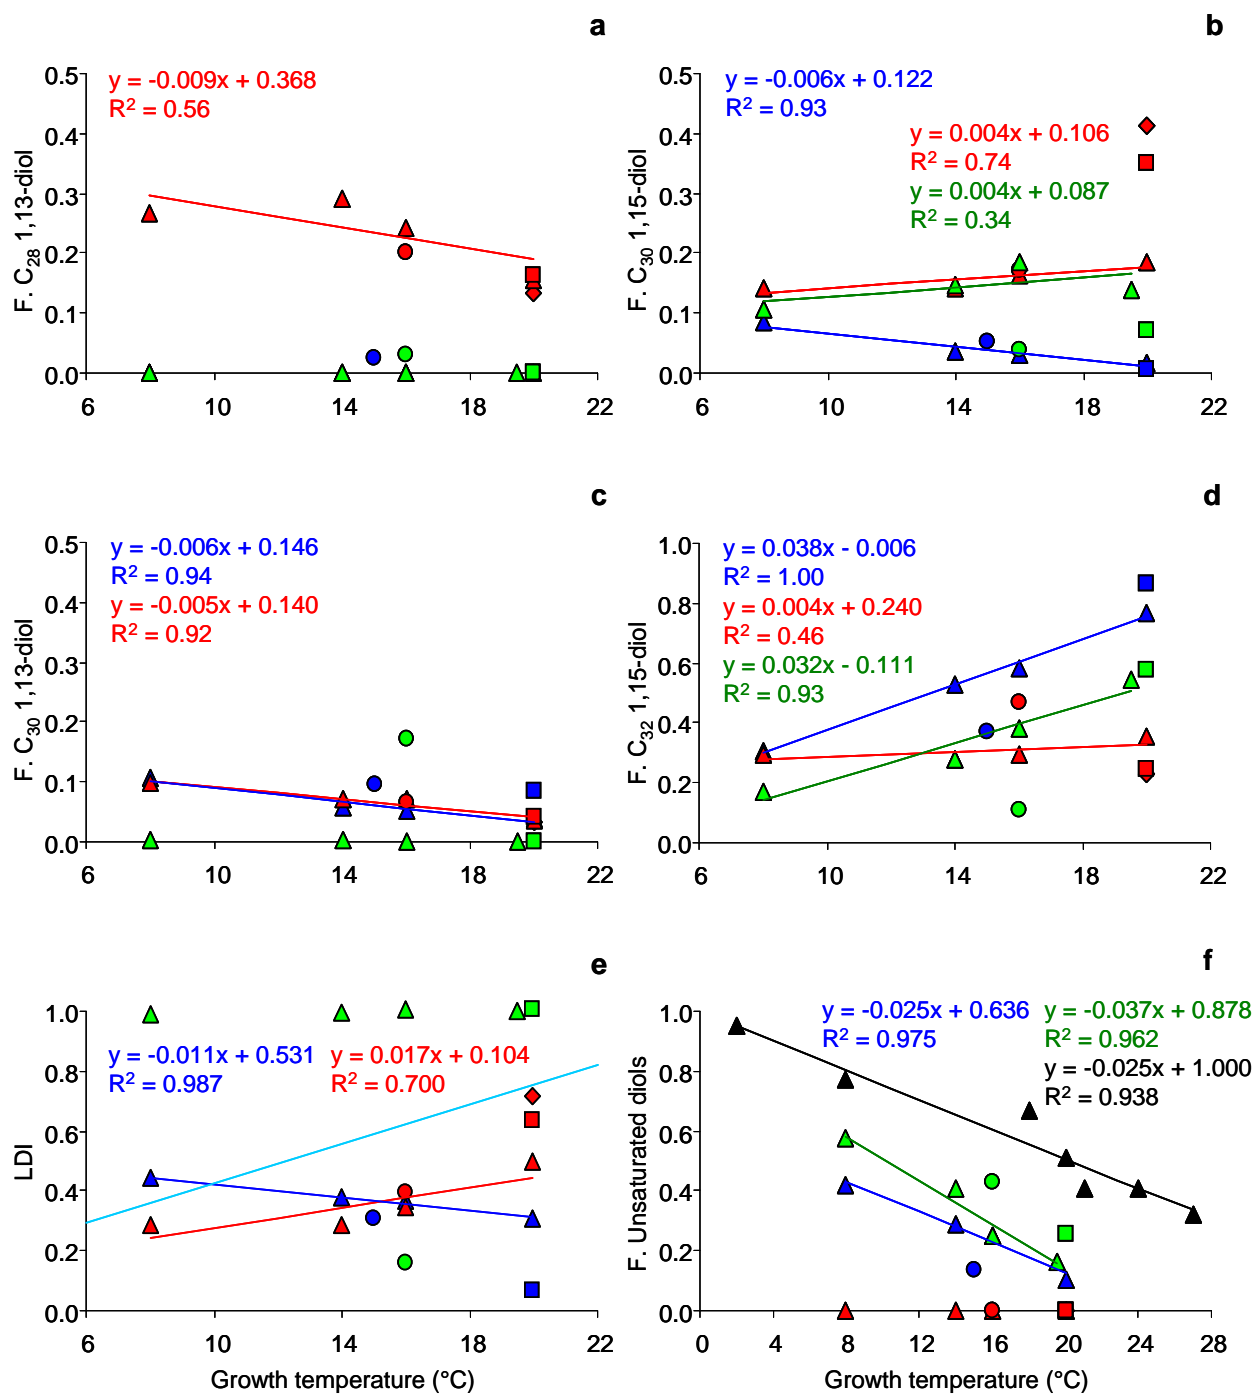 a
y = -0.009x + 0.368
R² = 0.56
F. C₂₈ 1,13-diol
0.5
0.4
0.3
0.2
0.1
0.0
6 10 14 18 22
b
y = -0.006x + 0.122
R² = 0.93
y = 0.004x + 0.106
R² = 0.74
y = 0.004x + 0.087
R² = 0.34
F. C₃₀ 1,15-diol
0.5
0.4
0.3
0.2
0.1
0.0
6 10 14 18 22
c
y = -0.006x + 0.146
R² = 0.94
y = -0.005x + 0.140
R² = 0.92
F. C₃₀ 1,13-diol
0.5
0.4
0.3
0.2
0.1
0.0
6 10 14 18 22
d
y = 0.038x - 0.006
R² = 1.00
y = 0.004x + 0.240
R² = 0.46
y = 0.032x - 0.111
R² = 0.93
F. C₃₂ 1,15-diol
1.0
0.8
0.6
0.4
0.2
0.0
6 10 14 18 22
e
y = -0.011x + 0.531
R² = 0.987
y = 0.017x + 0.104
R² = 0.700
LDI
1.0
0.8
0.6
0.4
0.2
0.0
6 10 14 18 22
Growth temperature (°C)
f
y = -0.025x + 0.636
R² = 0.975
y = -0.037x + 0.878
R² = 0.962
y = -0.025x + 1.000
R² = 0.938
F. Unsaturated diols
1.0
0.8
0.6
0.4
0.2
0.0
0 4 8 12 16 20 24 28
Growth temperature (°C)